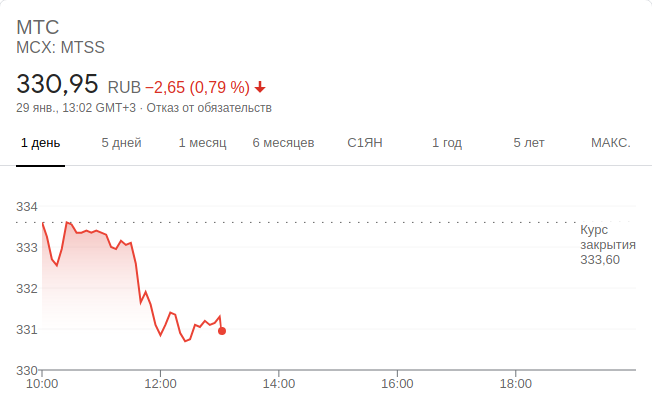 МТС
MCX: MTSS
330,95 RUB −2,65 (0,79 %)
29 янв., 13:02 GMT+3 · Отказ от обязательств
1 день 5 дней 1 месяц 6 месяцев С1ЯН 1 год 5 лет МАКС.
334
Курс
закрытия
333,60
333
332
331
330
10:00 12:00 14:00 16:00 18:00